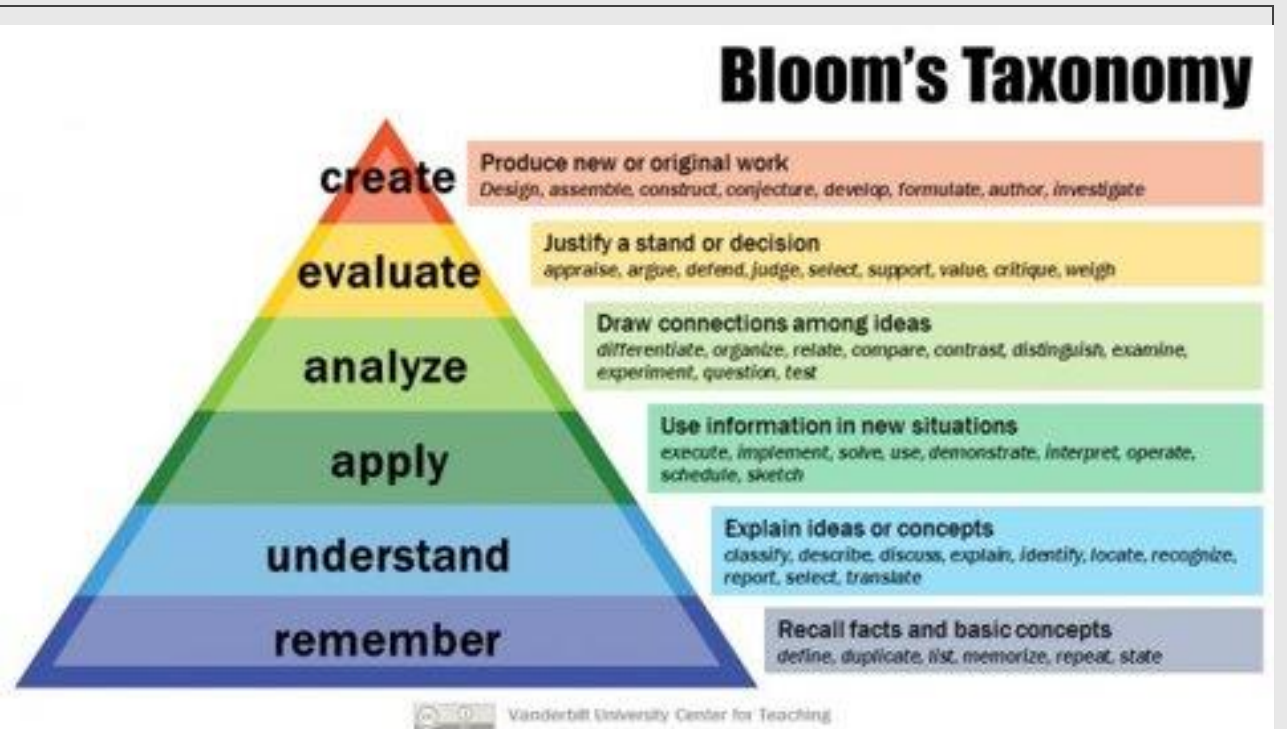 Bloom's Taxonomy
create
Produce new or original work
Design, assemble, construct, conjecture, develop, formulate, author, investigate
evaluate
Justify a stand or decision
appraise, argue, defend, judge, select, support, value, critique, weigh
analyze
Draw connections among ideas
differentiate, organize, relate, compare, contrast, distinguish, examine,
experiment, question, test
apply
Use information in new situations
execute, implement, solve, use, demonstrate, interpret, operate,
schedule, sketch
understand
Explain ideas or concepts
classify, describe, discuss, explain, identify, locate, recognize,
report, select, translate
remember
Recall facts and basic concepts
define, duplicate, list, memorize, repeat, state
Vanderbilt University Center for Teaching